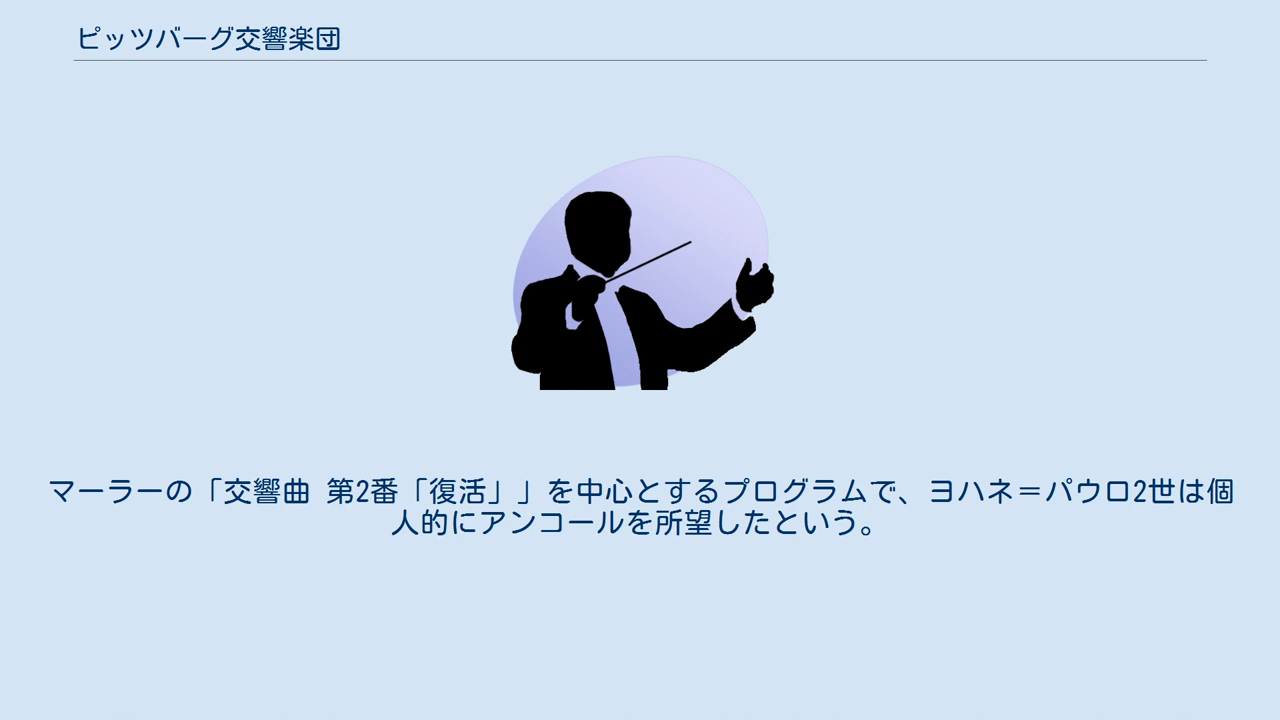 ピッツバーグ交響楽団
マーラーの「交響曲 第2番「復活」」を中心とするプログラムで、ヨハネ＝パウロ2世は個
人的にアンコールを所望したという。